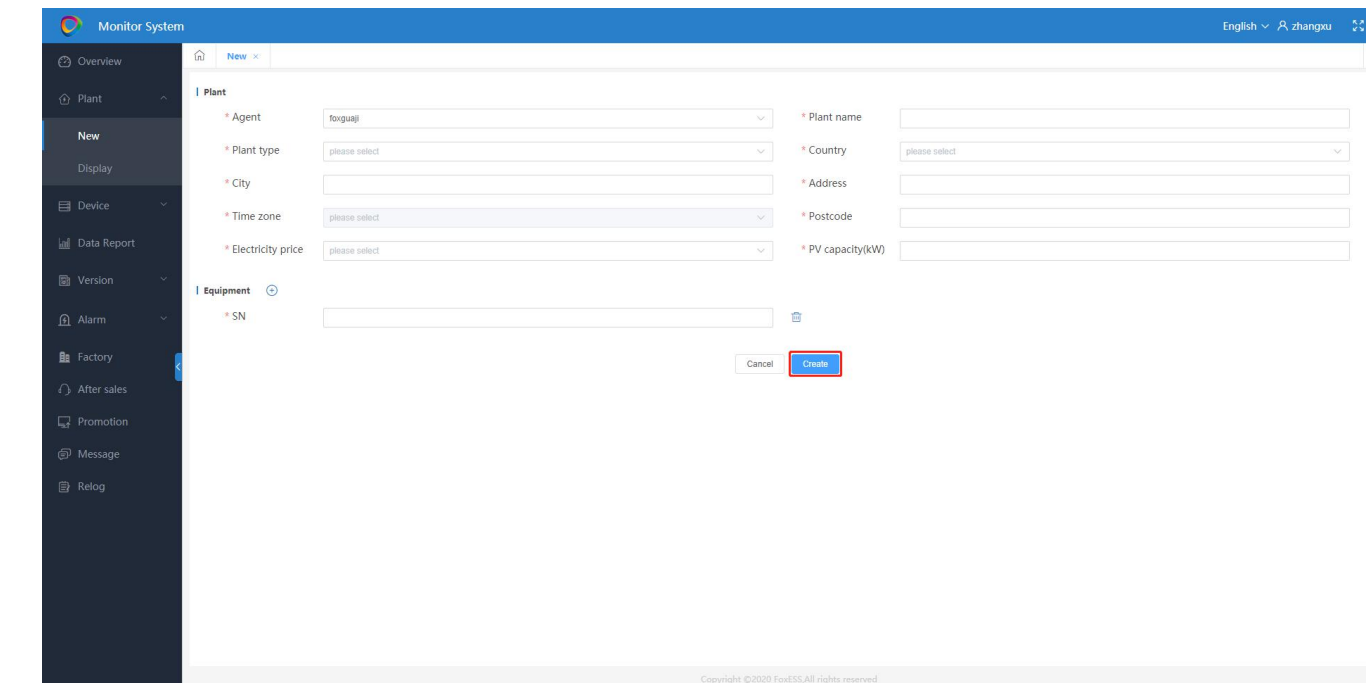 Monitor System
English zhangxu
Overview
New ×
Plant
Plant
* Agent foxguaji * Plant name
New
* Plant type please select * Country please select
Display
* City * Address
Device
* Time zone please select * Postcode
Data Report
* Electricity price please select * PV capacity(kW)
Version
Equipment
Alarm
* SN
Factory
Cancel Create
After sales
Promotion
Message
Relog
Copyright ©2020 FoxESS.All rights reserved